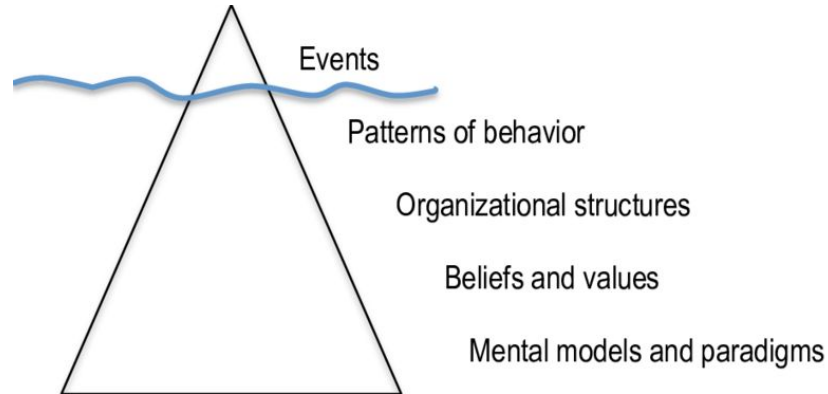 Events
Patterns of behavior
Organizational structures
Beliefs and values
Mental models and paradigms